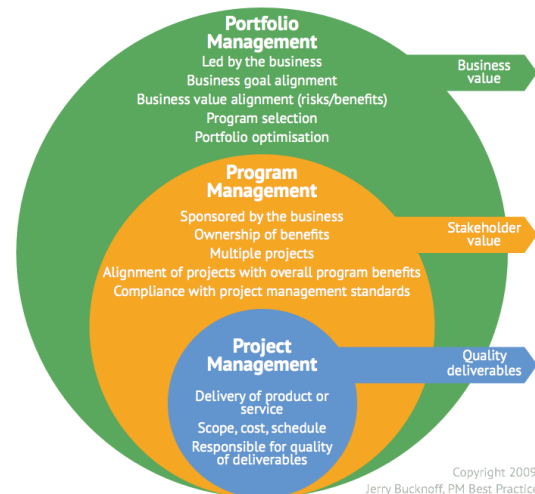 Portfolio
Management
Led by the business
Business goal alignment
Business value alignment (risks/benefits)
Program selection
Portfolio optimisation
Business
value
Program
Management
Sponsored by the business
Ownership of benefits
Multiple projects
Alignment of projects with overall program benefits
Compliance with project management standards
Stakeholder
value
Project
Management
Delivery of product or
service
Scope, cost, schedule
Responsible for quality
of deliverables
Quality
deliverables
Copyright 2009
Jerry Bucknoff, PM Best Practice